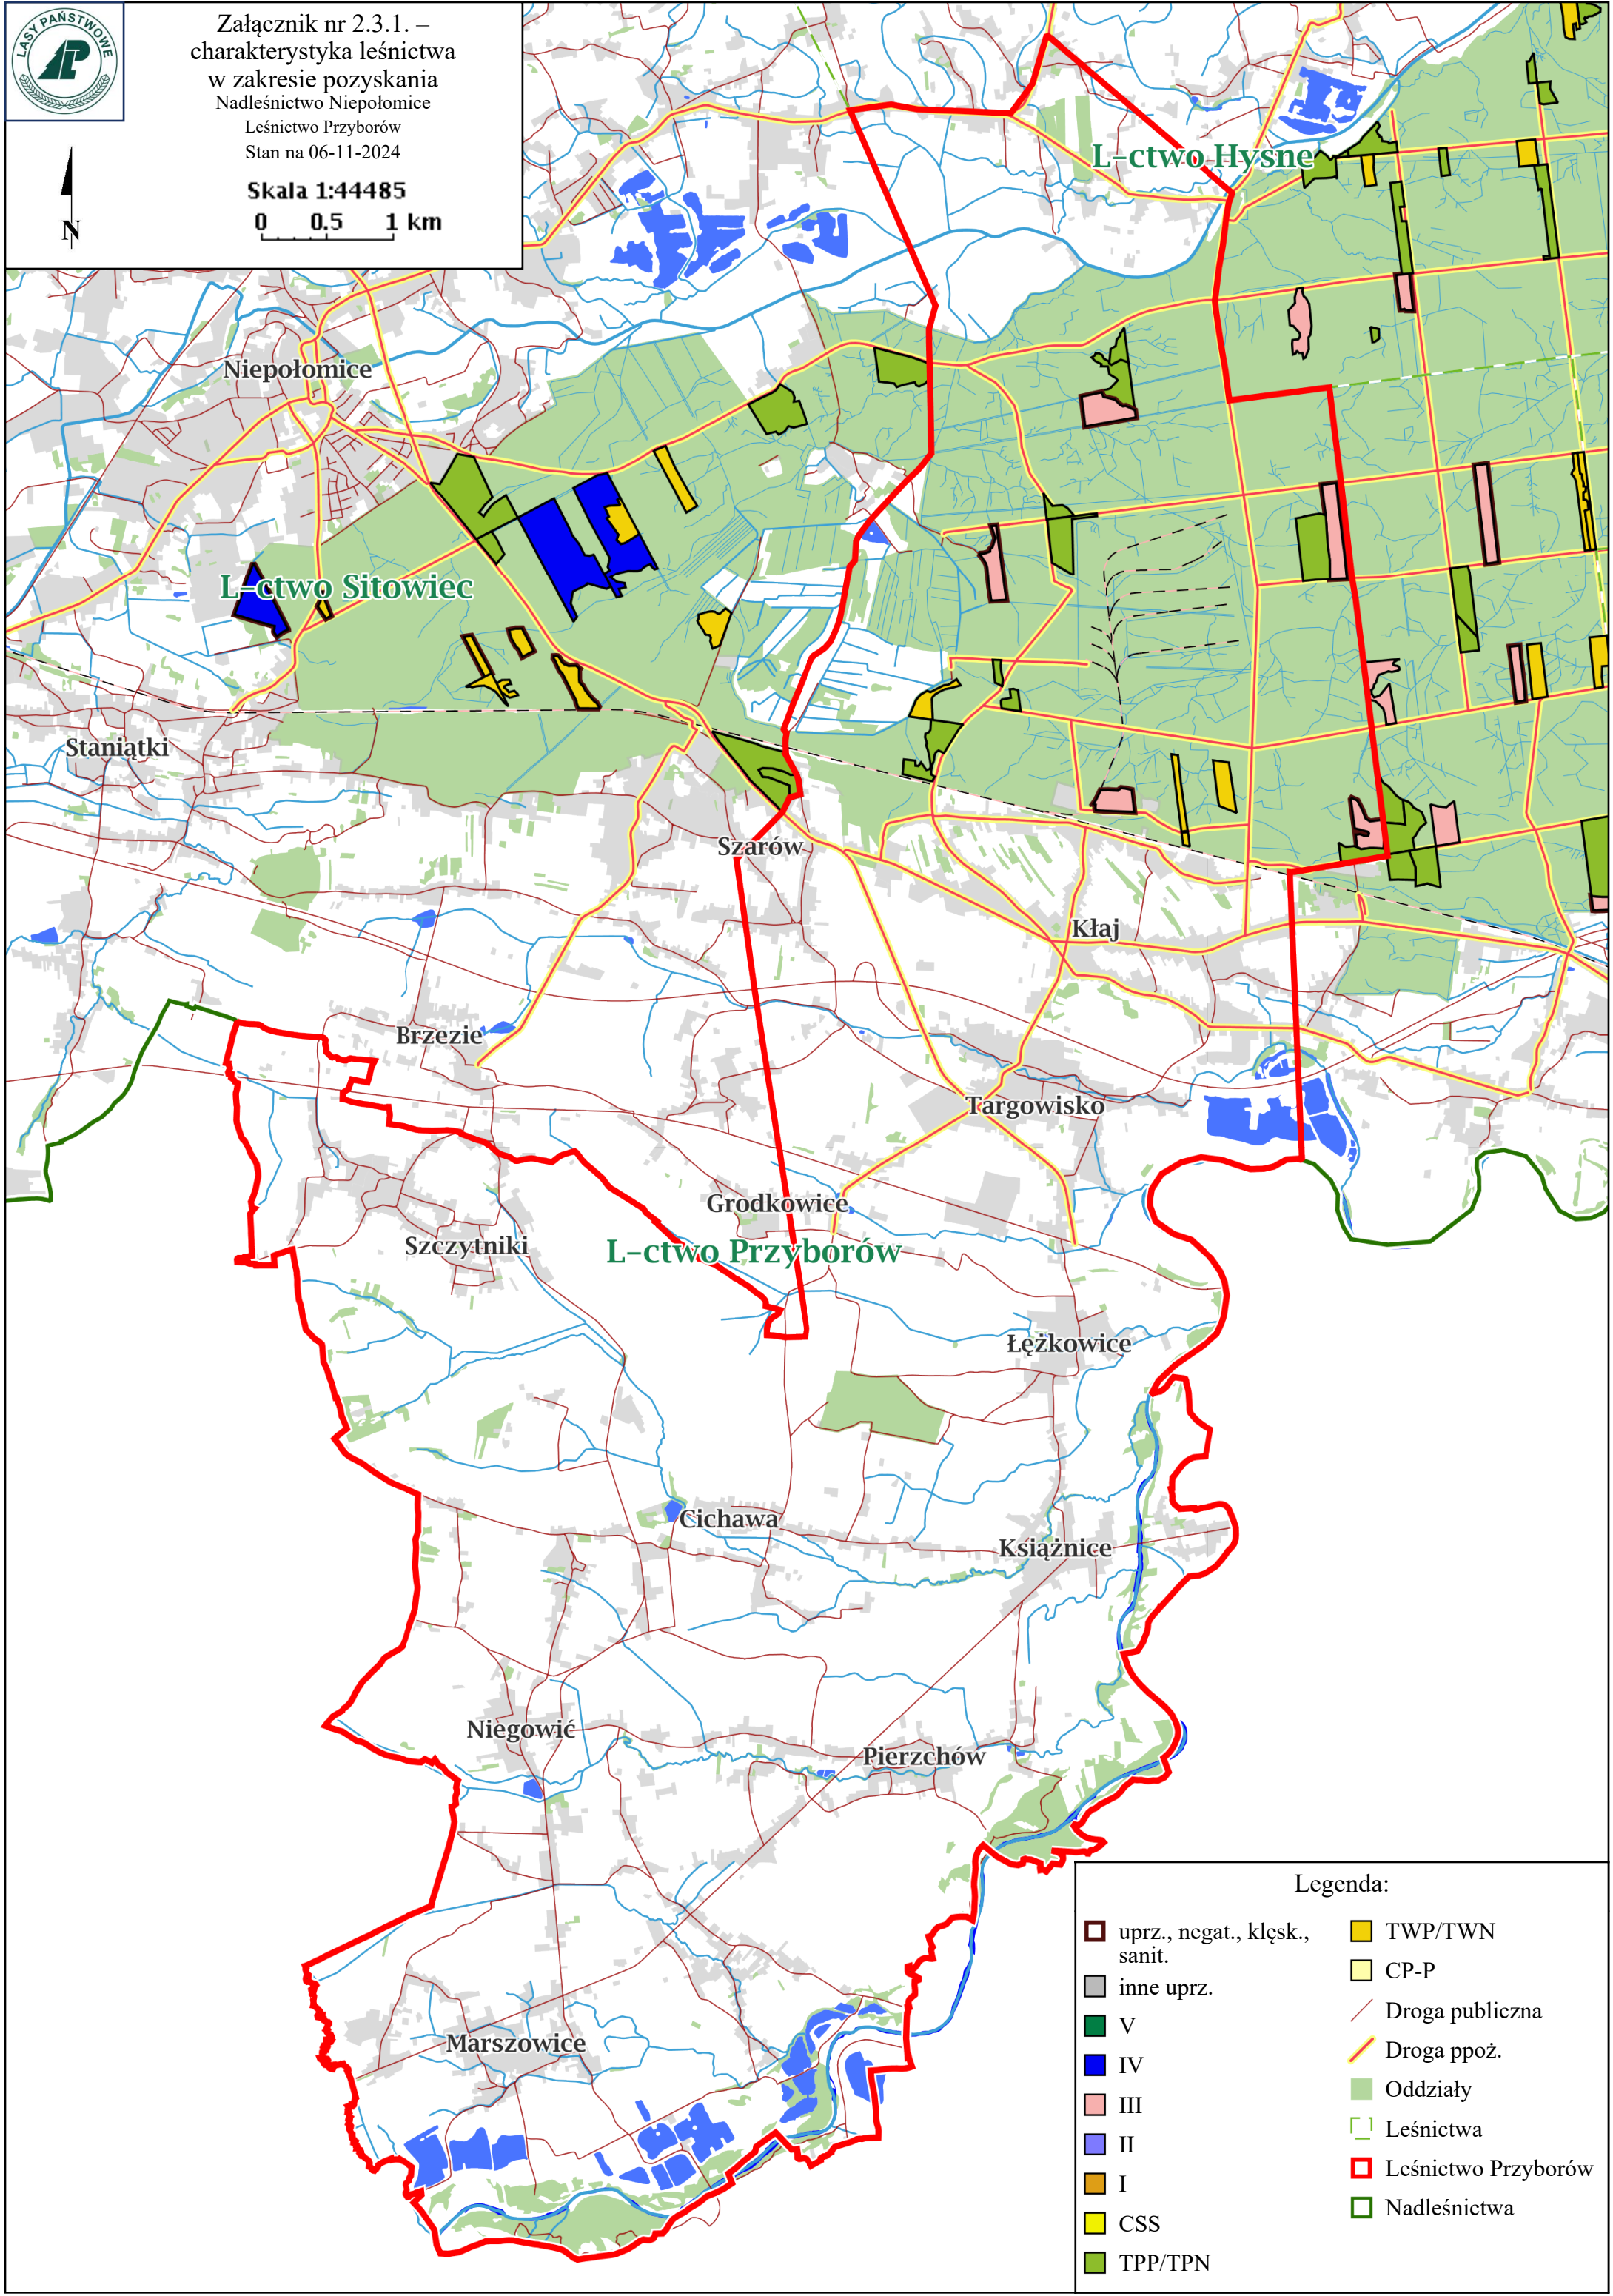 LASY PAŃSTWOWE
Załącznik nr 2.3.1. –
charakterystyka leśnictwa
w zakresie pozyskania
Nadleśnictwo Niepołomice
Leśnictwo Przyborów
Stan na 06-11-2024
Skala 1:44485
0 0.5 1 km
N
L-ctwo Hysne
Niepołomice
L-ctwo Sitowiec
Staniątki
Szarów
Kłaj
Brzezie
Targowisko
Grodkowice
Szczytniki
L-ctwo Przyborów
Łężkowice
Cichawa
Książnice
Niegowić
Pierzchów
Marszowice
Legenda:
uprz., negat., klęsk.,
sanit.
inne uprz.
V
IV
III
II
I
CSS
TPP/TPN
TWP/TWN
CP-P
Droga publiczna
Droga ppoż.
Oddziały
Leśnictwa
Leśnictwo Przyborów
Nadleśnictwa